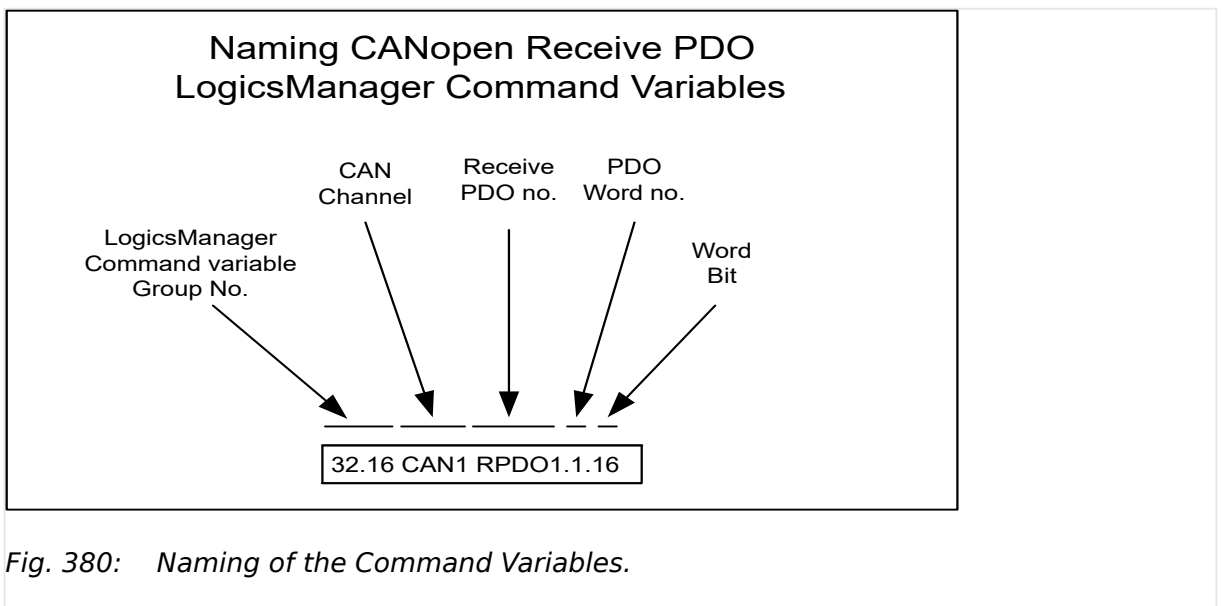 Naming CANopen Receive PDO
LogicsManager Command Variables
CAN
Channel
Receive
PDO no.
PDO
Word no.
LogicsManager
Command variable
Group No.
Word
Bit
32.16 CAN1 RPDO1.1.16
Fig. 380: Naming of the Command Variables.